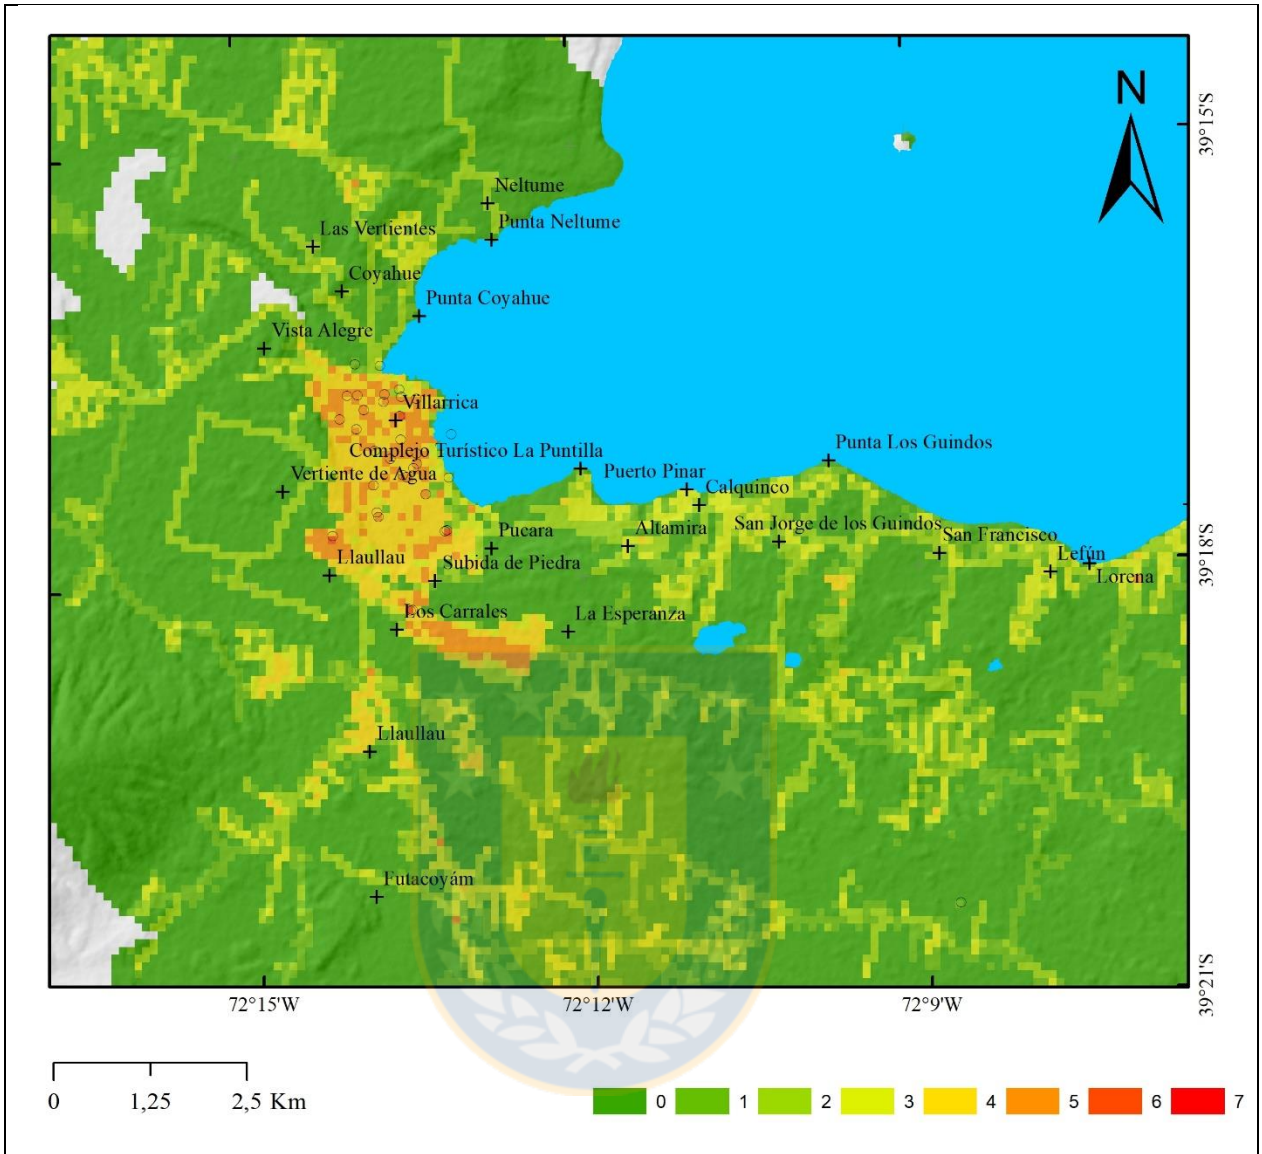 N
39°15'S
Neltume
Punta Neltume
Las Vertientes
Coyahue
Punta Coyahue
Vista Alegre
Villarrica
Complejo Turístico La Puntilla
Punta Los Guindos
Vertiente de Agua
Puerto Pinar
Calquinco
Pucara
Altamira
San Jorge de los Guindos
San Francisco
39°18'S
Llaullau
Subida de Piedra
Lefún
Lorena
Los Carrales
La Esperanza
Llaullau
Futacoyám
39°21'S
72°15'W 72°12'W 72°9'W
0 1,25 2,5 Km
0 1 2 3 4 5 6 7